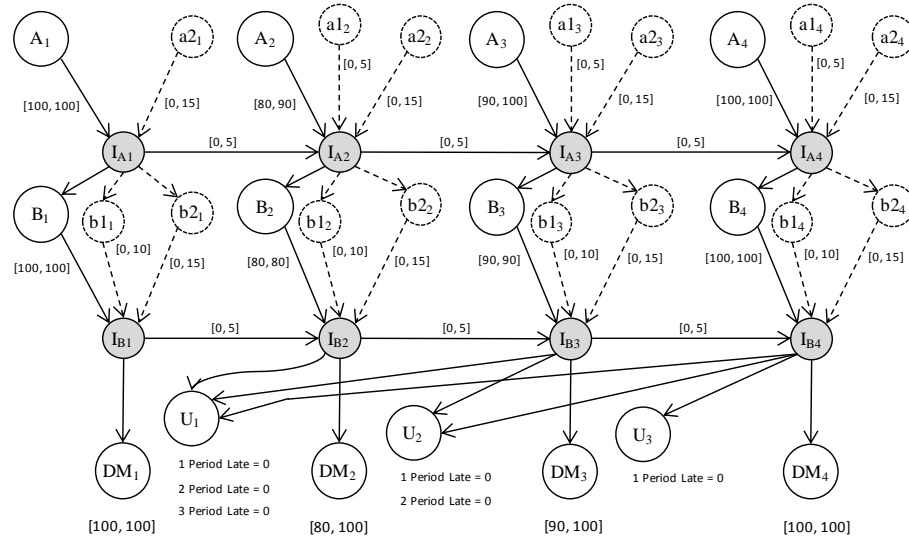 A1 a21 A2 a12 a22 A3 a13 a23 A4 a14 a24
[0, 5] [0, 5] [0, 5]
[100, 100] [0, 15] [80, 90] [0, 15] [90, 100] [0, 15] [100, 100] [0, 15]
IA1 [0, 5] IA2 [0, 5] IA3 [0, 5] IA4
B1 b11 b21 B2 b12 b22 B3 b13 b23 B4 b14 b24
[100, 100] [0, 10] [0, 15] [80, 80] [0, 10] [0, 15] [90, 90] [0, 10] [0, 15] [100, 100] [0, 10] [0, 15]
IB1 [0, 5] IB2 [0, 5] IB3 [0, 5] IB4
U1 U2 U3
DM1 DM2 DM3 DM4
1 Period Late = 0
2 Period Late = 0
3 Period Late = 0
1 Period Late = 0
2 Period Late = 0
1 Period Late = 0
[100, 100] [80, 100] [90, 100] [100, 100]